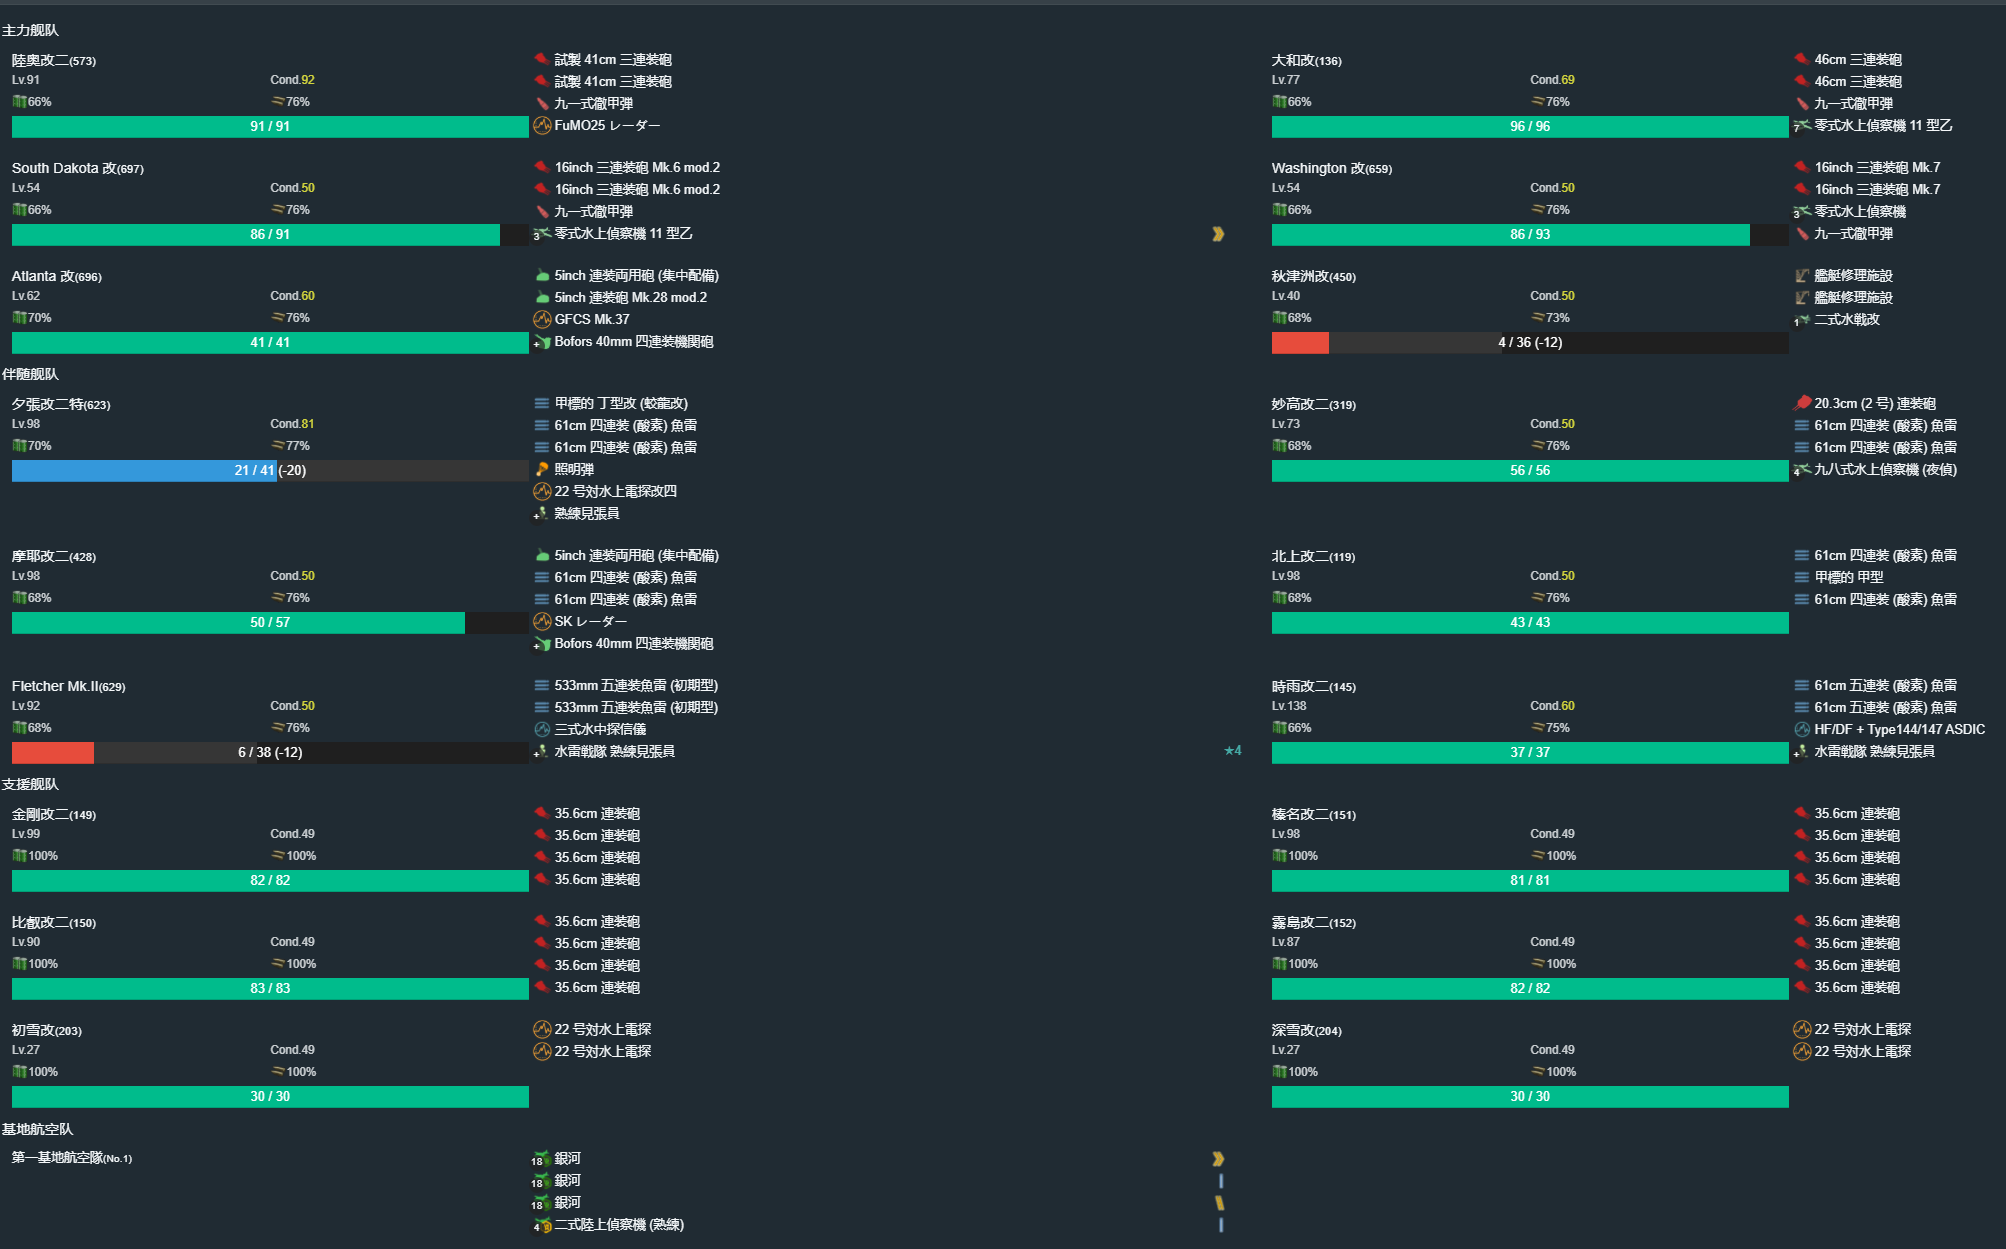 主力舰队
陸奥改二(573)
Lv.91 Cond.92
66% 76%
91 / 91
試製 41cm 三連装砲
試製 41cm 三連装砲
九一式徹甲弾
FuMO25 レーダー
大和改(136)
Lv.77 Cond.69
66% 76%
96 / 96
46cm 三連装砲
46cm 三連装砲
九一式徹甲弾
7 零式水上偵察機 11 型乙
South Dakota 改(697)
Lv.54 Cond.50
66% 76%
86 / 91
16inch 三連装砲 Mk.6 mod.2
16inch 三連装砲 Mk.6 mod.2
九一式徹甲弾
3 零式水上偵察機 11 型乙
Washington 改(659)
Lv.54 Cond.50
66% 76%
86 / 93
16inch 三連装砲 Mk.7
16inch 三連装砲 Mk.7
3 零式水上偵察機
九一式徹甲弾
Atlanta 改(696)
Lv.62 Cond.60
70% 76%
41 / 41
5inch 連装両用砲 (集中配備)
5inch 連装砲 Mk.28 mod.2
GFCS Mk.37
+ Bofors 40mm 四連装機関砲
秋津洲改(450)
Lv.40 Cond.50
68% 73%
4 / 36 (-12)
艦艇修理施設
艦艇修理施設
1 二式水戦改
伴随舰队
夕張改二特(623)
Lv.98 Cond.81
70% 77%
21 / 41 (-20)
甲標的 丁型改 (蛟龍改)
61cm 四連装 (酸素) 魚雷
61cm 四連装 (酸素) 魚雷
照明弾
22 号対水上電探改四
+ 熟練見張員
妙高改二(319)
Lv.73 Cond.50
68% 76%
56 / 56
20.3cm (2 号) 連装砲
61cm 四連装 (酸素) 魚雷
61cm 四連装 (酸素) 魚雷
4 九八式水上偵察機 (夜偵)
摩耶改二(428)
Lv.98 Cond.50
68% 76%
50 / 57
5inch 連装両用砲 (集中配備)
61cm 四連装 (酸素) 魚雷
61cm 四連装 (酸素) 魚雷
SK レーダー
+ Bofors 40mm 四連装機関砲
北上改二(119)
Lv.98 Cond.50
68% 76%
43 / 43
61cm 四連装 (酸素) 魚雷
甲標的 甲型
61cm 四連装 (酸素) 魚雷
Fletcher Mk.II(629)
Lv.92 Cond.50
68% 76%
6 / 38 (-12)
533mm 五連装魚雷 (初期型)
533mm 五連装魚雷 (初期型)
三式水中探信儀
+ 水雷戦隊 熟練見張員
★4
時雨改二(145)
Lv.138 Cond.60
66% 75%
37 / 37
61cm 五連装 (酸素) 魚雷
61cm 五連装 (酸素) 魚雷
HF/DF + Type144/147 ASDIC
+ 水雷戦隊 熟練見張員
支援舰队
金剛改二(149)
Lv.99 Cond.49
100% 100%
82 / 82
35.6cm 連装砲
35.6cm 連装砲
35.6cm 連装砲
35.6cm 連装砲
榛名改二(151)
Lv.98 Cond.49
100% 100%
81 / 81
35.6cm 連装砲
35.6cm 連装砲
35.6cm 連装砲
35.6cm 連装砲
比叡改二(150)
Lv.90 Cond.49
100% 100%
83 / 83
35.6cm 連装砲
35.6cm 連装砲
35.6cm 連装砲
35.6cm 連装砲
霧島改二(152)
Lv.87 Cond.49
100% 100%
82 / 82
35.6cm 連装砲
35.6cm 連装砲
35.6cm 連装砲
35.6cm 連装砲
初雪改(203)
Lv.27 Cond.49
100% 100%
30 / 30
22 号対水上電探
22 号対水上電探
深雪改(204)
Lv.27 Cond.49
100% 100%
30 / 30
22 号対水上電探
22 号対水上電探
基地航空队
第一基地航空隊(No.1)
18 銀河
18 銀河
18 銀河
4 二式陸上偵察機 (熟練)